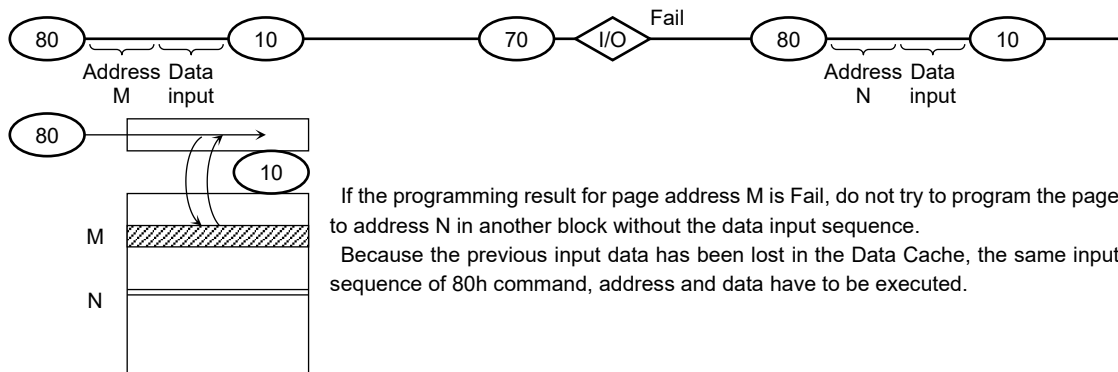 Fail
80 10 70 I/O 80 10
Address Data Address Data
M input N input
80
10
If the programming result for page address M is Fail, do not try to program the page
M
to address N in another block without the data input sequence.
Because the previous input data has been lost in the Data Cache, the same input
N
sequence of 80h command, address and data have to be executed.